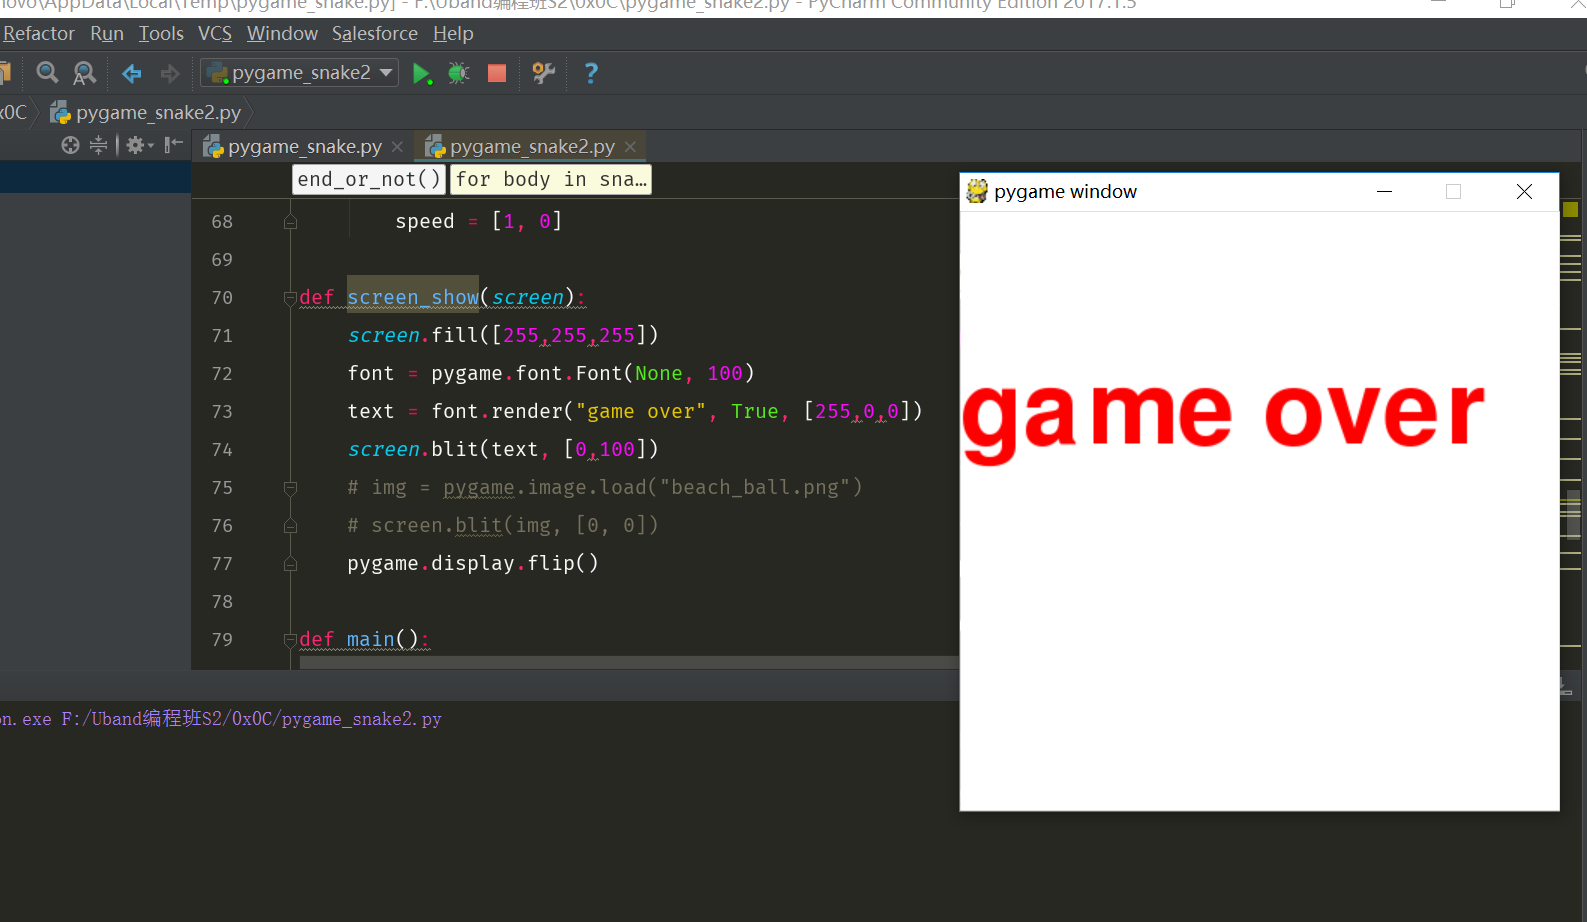 novo\AppData\Local\Temp\pygame_snake.py] - F:\Uband编程班S2\0x0C\pygame_snake2.py - PyCharm Community Edition 2017.1.5
Refactor Run Tools VCS Window Salesforce Help
pygame_snake2
x0C pygame_snake2.py
pygame_snake.py pygame_snake2.py
end_or_not() for body in sna…
68 speed = [1, 0]
69
70 def screen_show(screen):
71 screen.fill([255,255,255])
72 font = pygame.font.Font(None, 100)
73 text = font.render("game over", True, [255,0,0])
74 screen.blit(text, [0,100])
75 # img = pygame.image.load("beach_ball.png")
76 # screen.blit(img, [0, 0])
77 pygame.display.flip()
78
79 def main():
pygame window
game over
on.exe F:/Uband编程班S2/0x0C/pygame_snake2.py